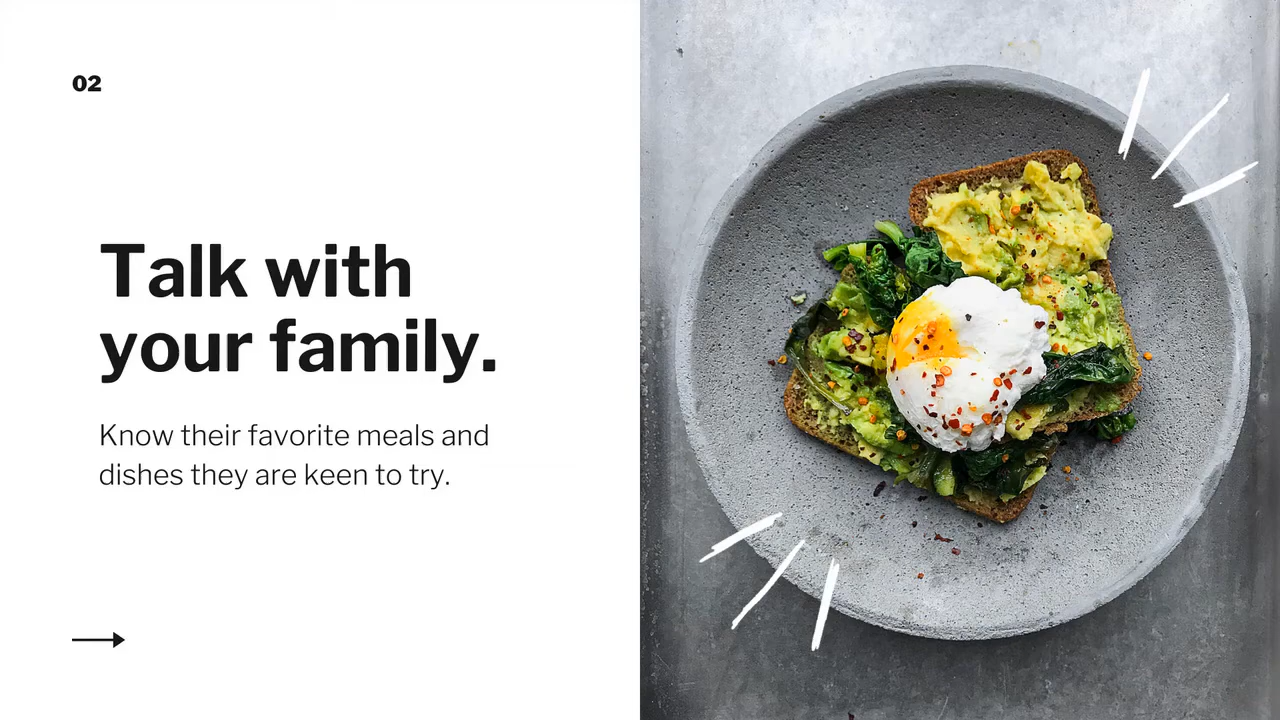 02
Talk with
your family.
Know their favorite meals and
dishes they are keen to try.